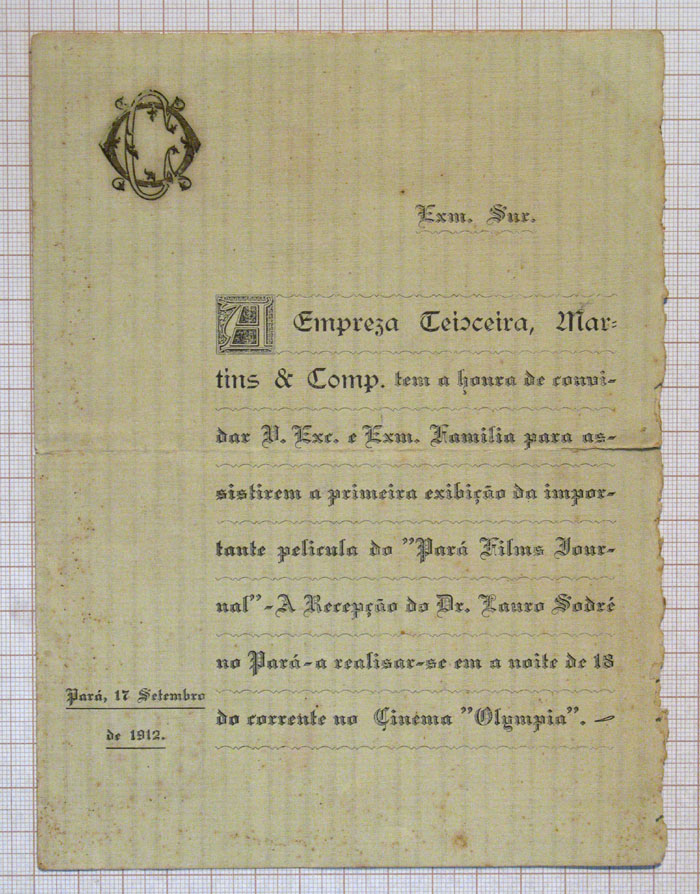 Exm. Snr.
A Empreza Teixeira, Mar=
tins & Comp. tem a honra de convi-
dar V. Exc. e Exm. Familia para as-
sistirem a primeira exibição da impor-
tante pelicula do "Pará Films Jour-
nal"-A Recepção do Dr. Lauro Sodré
no Pará-a realisar-se em a noite de 18
do corrente no Cinema "Olympia".
Pará, 17 Setembro
de 1912.